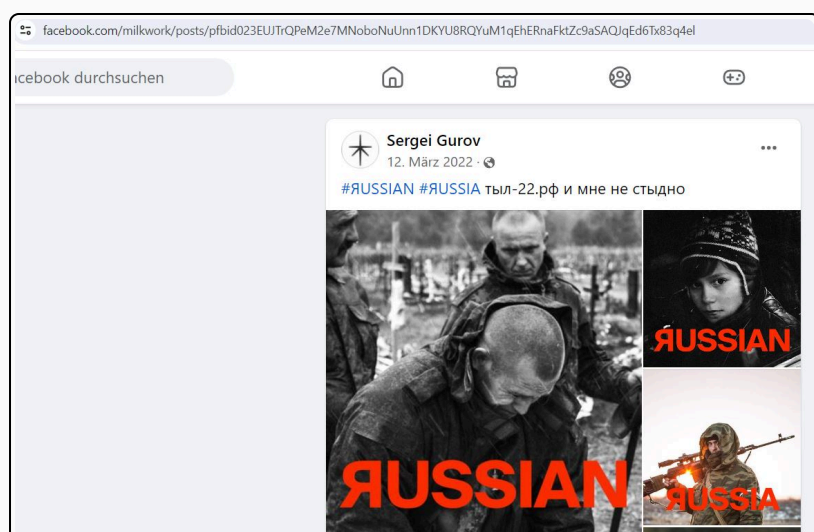 facebook.com/milkwork/posts/pfbid023EUJTrQPeM2e7MNoboNuUnn1DKYU8RQYuM1qEhERnaFktZc9aSAQJqEd6Tx83q4el
acebook durchsuchen
Sergei Gurov
12. März 2022 ·
#ЯUSSIAN #ЯUSSIA тыл-22.рф и мне не стыдно
ЯUSSIAN
ЯUSSIAN
ЯUSSIA